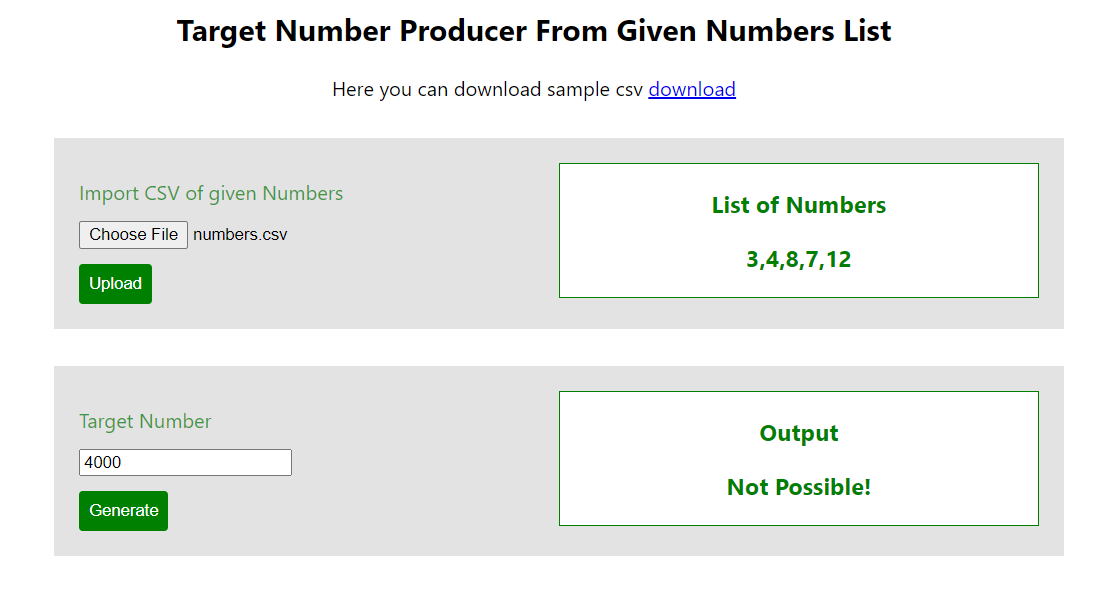 Target Number Producer From Given Numbers List
Here you can download sample csv download
Import CSV of given Numbers
Choose File numbers.csv
Upload
List of Numbers
3,4,8,7,12
Target Number
4000
Generate
Output
Not Possible!